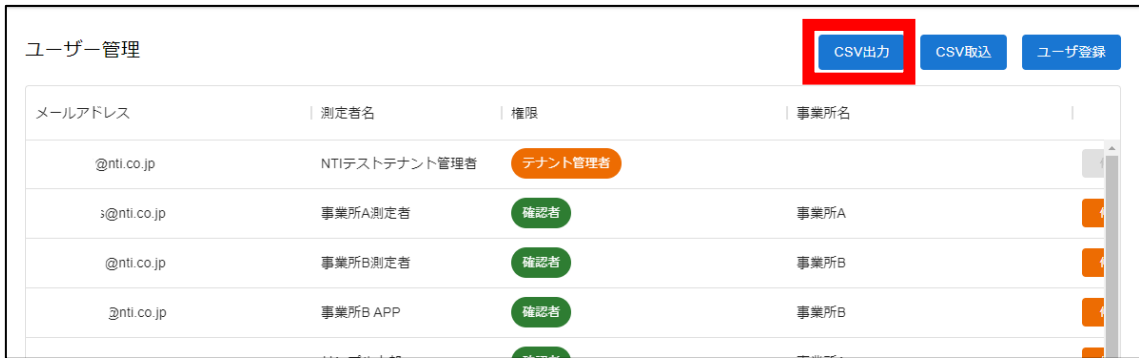 ユーザー管理
CSV出力 CSV取込 ユーザ登録
メールアドレス 測定者名 権限 事業所名
@nti.co.jp NTIテストテナント管理者 テナント管理者
s@nti.co.jp 事業所A測定者 確認者 事業所A
@nti.co.jp 事業所B測定者 確認者 事業所B
@nti.co.jp 事業所B APP 確認者 事業所B